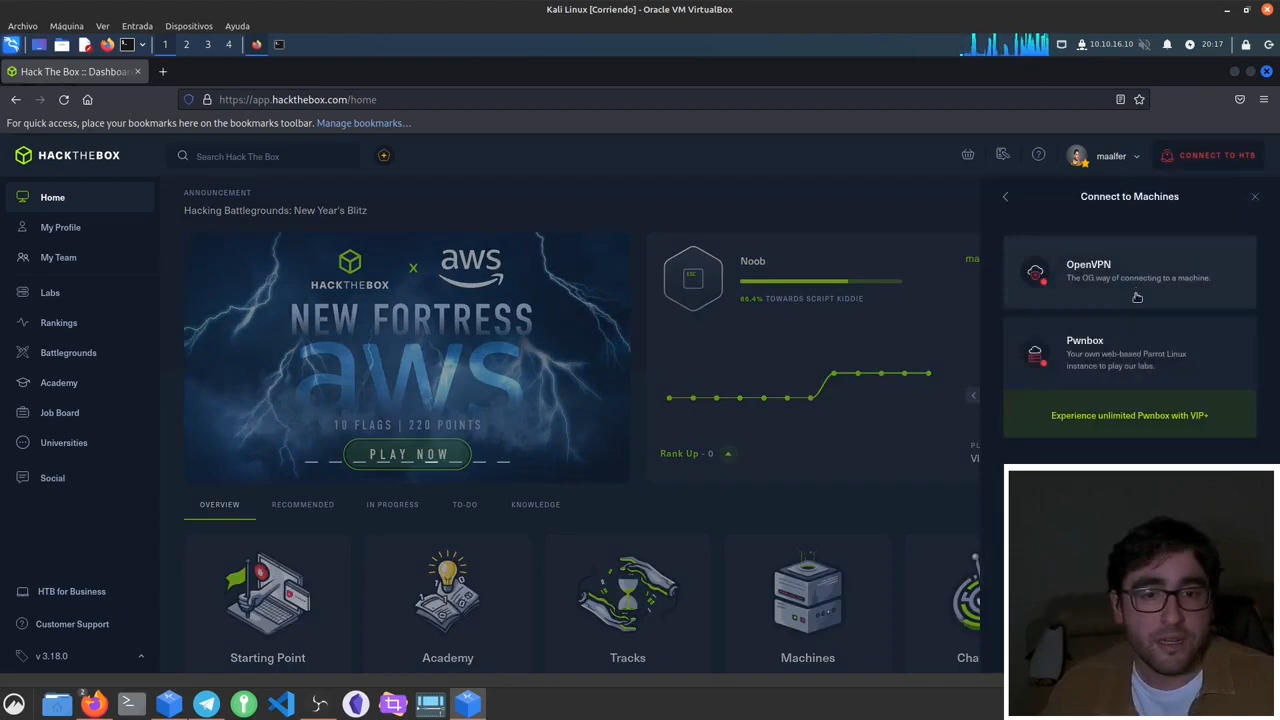 Kali Linux [Corriendo] - Oracle VM VirtualBox
Archivo Máquina Ver Entrada Dispositivos Ayuda
1 2 3 4
10.10.16.10
20:17
Hack The Box :: Dashboar
https://app.hackthebox.com/home
For quick access, place your bookmarks here on the bookmarks toolbar. Manage bookmarks...
HACKTHEBOX
Search Hack The Box
maalfer
CONNECT TO HTB
Home
My Profile
My Team
Labs
Rankings
Battlegrounds
Academy
Job Board
Universities
Social
HTB for Business
Customer Support
v 3.18.0
ANNOUNCEMENT
Hacking Battlegrounds: New Year's Blitz
HACKTHEBOX x aws
NEW FORTRESS
aws
10 FLAGS | 220 POINTS
PLAY NOW
Noob
ma
66.4% TOWARDS SCRIPT KIDDIE
Rank Up - 0
PL
VI
OVERVIEW RECOMMENDED IN PROGRESS TO-DO KNOWLEDGE
Starting Point
Academy
Tracks
Machines
Cha
Connect to Machines
OpenVPN
The OG way of connecting to a machine.
Pwnbox
Your own web-based Parrot Linux
instance to play our labs.
Experience unlimited Pwnbox with VIP+
2